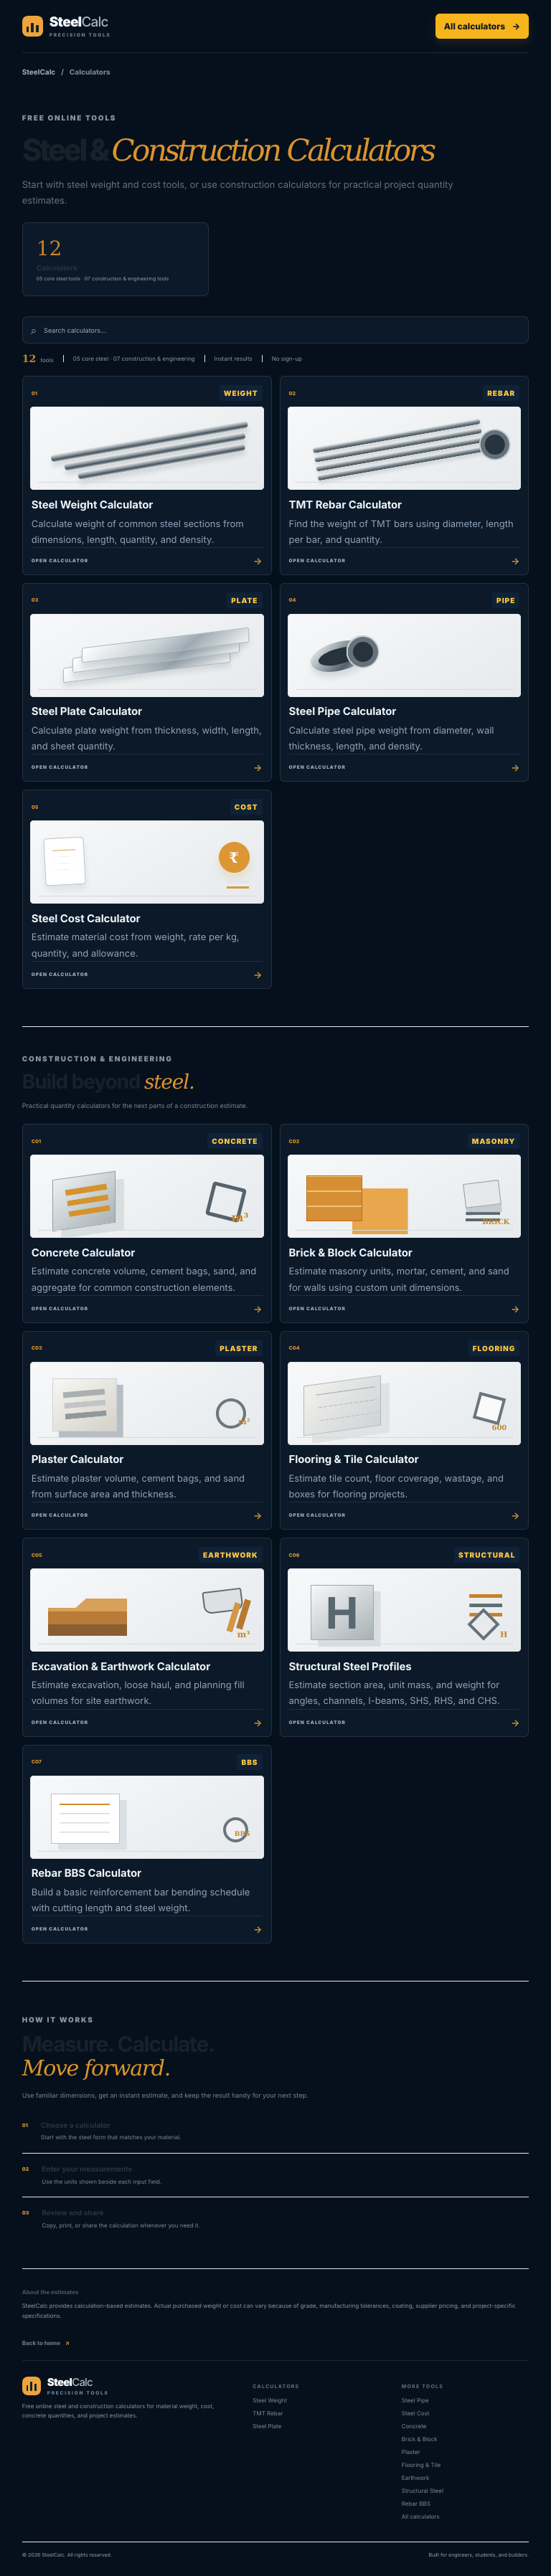 SteelCalc
PRECISION TOOLS
All calculators →
SteelCalc / Calculators
FREE ONLINE TOOLS
Steel & Construction Calculators
Start with steel weight and cost tools, or use construction calculators for practical project quantity
estimates.
12
Calculators
05 core steel tools · 07 construction & engineering tools
Search calculators...
12 tools
05 core steel · 07 construction & engineering
Instant results
No sign-up
01
WEIGHT
Steel Weight Calculator
Calculate weight of common steel sections from
dimensions, length, quantity, and density.
OPEN CALCULATOR →
02
REBAR
TMT Rebar Calculator
Find the weight of TMT bars using diameter, length
per bar, and quantity.
OPEN CALCULATOR →
03
PLATE
Steel Plate Calculator
Calculate plate weight from thickness, width, length,
and sheet quantity.
OPEN CALCULATOR →
04
PIPE
Steel Pipe Calculator
Calculate steel pipe weight from diameter, wall
thickness, length, and density.
OPEN CALCULATOR →
05
COST
₹
Steel Cost Calculator
Estimate material cost from weight, rate per kg,
quantity, and allowance.
OPEN CALCULATOR →
CONSTRUCTION & ENGINEERING
Build beyond steel.
Practical quantity calculators for the next parts of a construction estimate.
C01
CONCRETE
m³
Concrete Calculator
Estimate concrete volume, cement bags, sand, and
aggregate for common construction elements.
OPEN CALCULATOR →
C02
MASONRY
BRICK
Brick & Block Calculator
Estimate masonry units, mortar, cement, and sand
for walls using custom unit dimensions.
OPEN CALCULATOR →
C03
PLASTER
m²
Plaster Calculator
Estimate plaster volume, cement bags, and sand
from surface area and thickness.
OPEN CALCULATOR →
C04
FLOORING
600
Flooring & Tile Calculator
Estimate tile count, floor coverage, wastage, and
boxes for flooring projects.
OPEN CALCULATOR →
C05
EARTHWORK
m³
Excavation & Earthwork Calculator
Estimate excavation, loose haul, and planning fill
volumes for site earthwork.
OPEN CALCULATOR →
C06
STRUCTURAL
H
H
Structural Steel Profiles
Estimate section area, unit mass, and weight for
angles, channels, I-beams, SHS, RHS, and CHS.
OPEN CALCULATOR →
C07
BBS
BBS
Rebar BBS Calculator
Build a basic reinforcement bar bending schedule
with cutting length and steel weight.
OPEN CALCULATOR →
HOW IT WORKS
Measure. Calculate.
Move forward.
Use familiar dimensions, get an instant estimate, and keep the result handy for your next step.
01 Choose a calculator
Start with the steel form that matches your material.
02 Enter your measurements
Use the units shown beside each input field.
03 Review and share
Copy, print, or share the calculation whenever you need it.
About the estimates
SteelCalc provides calculation-based estimates. Actual purchased weight or cost can vary because of grade, manufacturing tolerances, coating, supplier pricing, and project-specific
specifications.
Back to home ↗
SteelCalc
PRECISION TOOLS
Free online steel and construction calculators for material weight, cost,
concrete quantities, and project estimates.
CALCULATORS
Steel Weight
TMT Rebar
Steel Plate
MORE TOOLS
Steel Pipe
Steel Cost
Concrete
Brick & Block
Plaster
Flooring & Tile
Earthwork
Structural Steel
Rebar BBS
All calculators
© 2026 SteelCalc. All rights reserved.
Built for engineers, students, and builders.